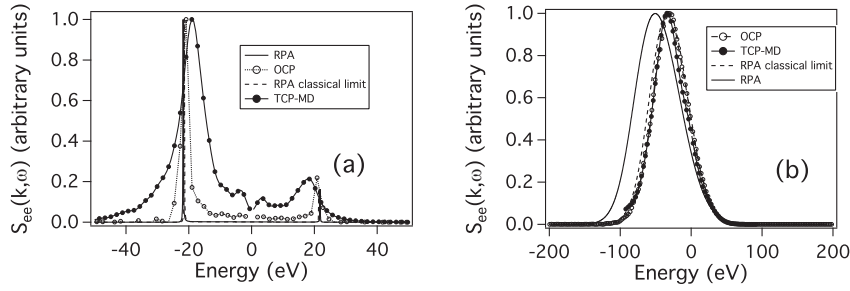 S_ee(k,ω) (arbitrary units)
1.0
0.8
0.6
0.4
0.2
0.0
RPA
OCP
RPA classical limit
TCP-MD
(a)
-40 -20 0 20 40
Energy (eV)
S_ee(k,ω) (arbitrary units)
1.0
0.8
0.6
0.4
0.2
0.0
OCP
TCP-MD
RPA classical limit
RPA
(b)
-200 -100 0 100 200
Energy (eV)